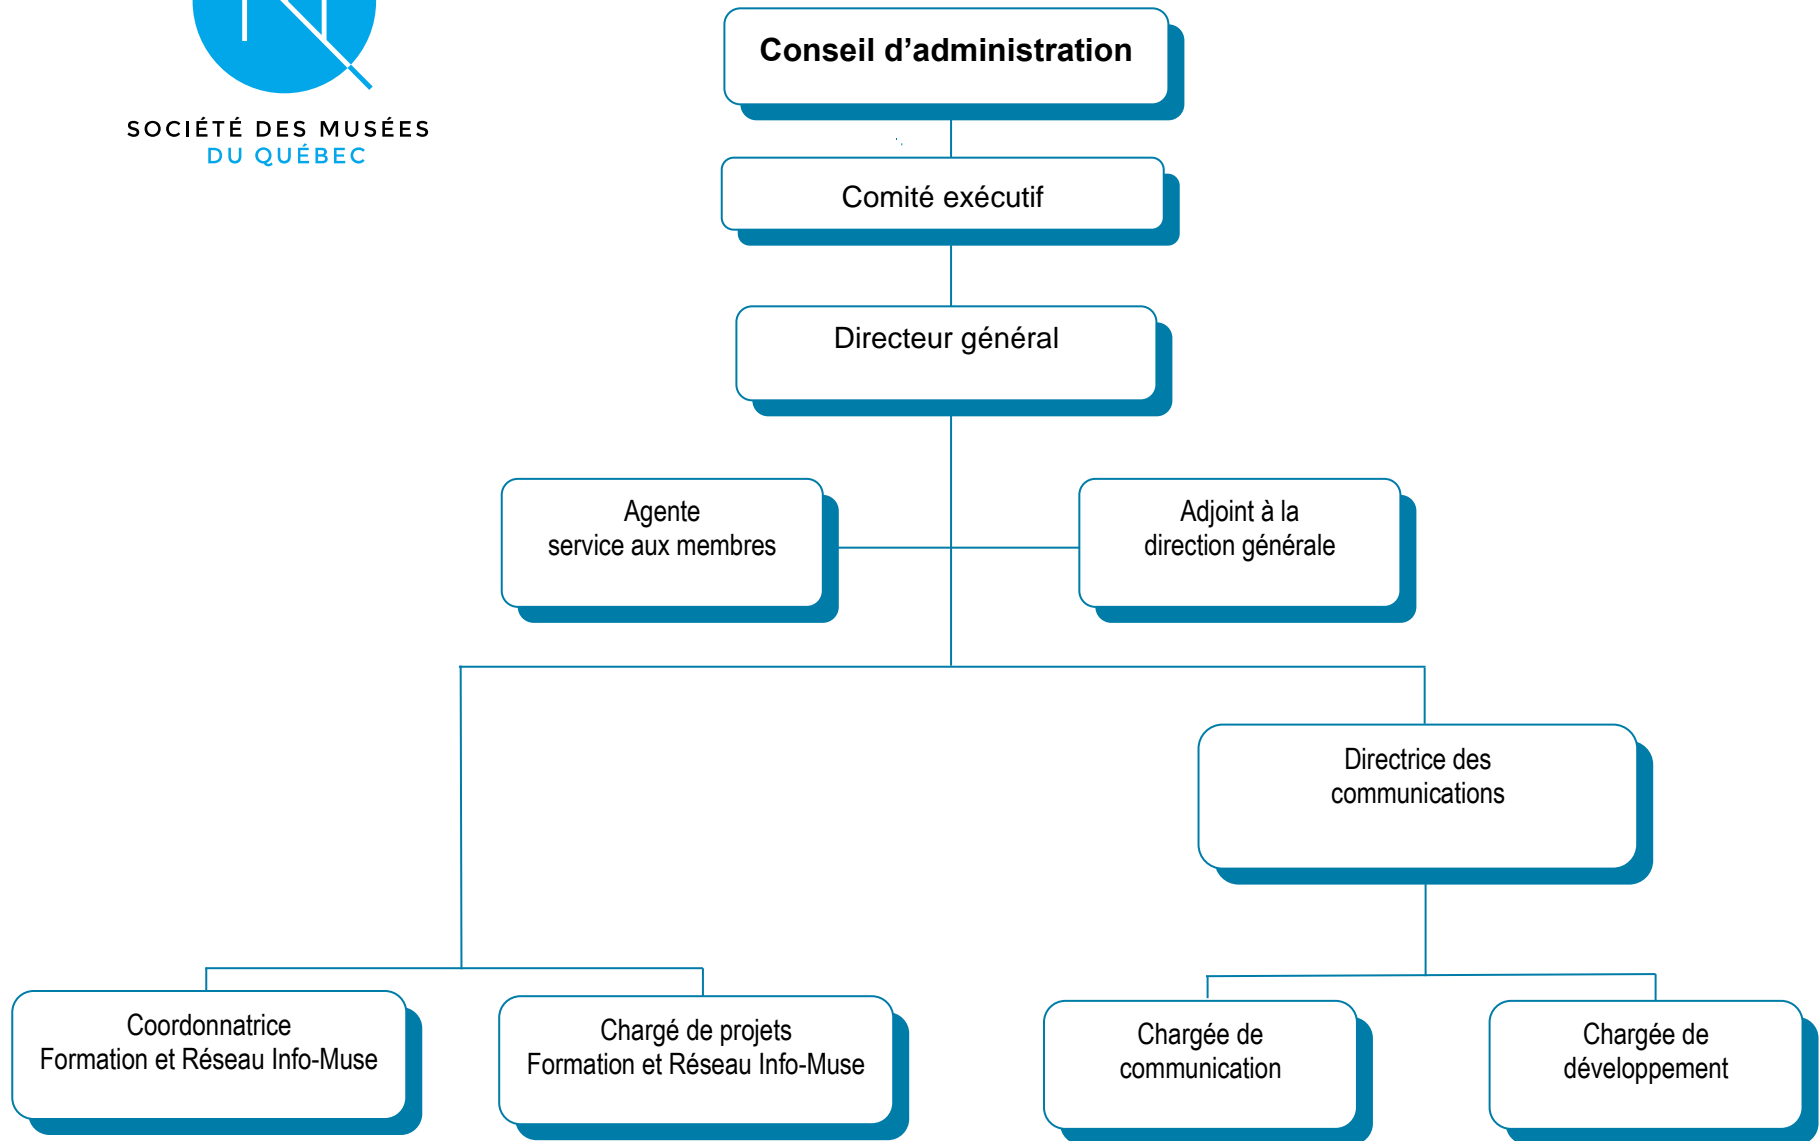 SOCIÉTÉ DES MUSÉES
DU QUÉBEC
Conseil d’administration
Comité exécutif
Directeur général
Agente
service aux membres
Adjoint à la
direction générale
Directrice des
communications
Coordonnatrice
Formation et Réseau Info-Muse
Chargé de projets
Formation et Réseau Info-Muse
Chargée de
communication
Chargée de
développement